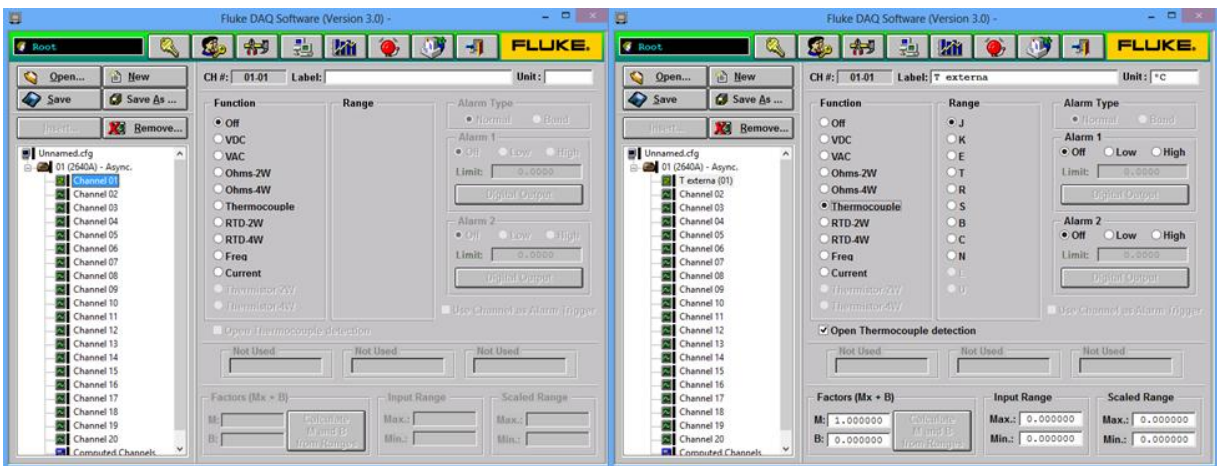 Fluke DAQ Software (Version 3.0) -
Root
FLUKE.
Open...
New
Save
Save As ...
Insert...
Remove...
Unnamed.cfg
01 (2640A) - Async.
Channel 01
Channel 02
Channel 03
Channel 04
Channel 05
Channel 06
Channel 07
Channel 08
Channel 09
Channel 10
Channel 11
Channel 12
Channel 13
Channel 14
Channel 15
Channel 16
Channel 17
Channel 18
Channel 19
Channel 20
Computed Channels
CH #: 01-01 Label: Unit:
Function
Off
VDC
VAC
Ohms-2W
Ohms-4W
Thermocouple
RTD-2W
RTD-4W
Freq
Current
Thermistor-2W
Thermistor-4W
Range
Alarm Type
Normal Band
Alarm 1
Off Low High
Limit: 0.0000
Digital Output
Alarm 2
Off Low High
Limit: 0.0000
Digital Output
Use Channel as Alarm Trigger
Open Thermocouple detection
Not Used Not Used Not Used
Factors (Mx + B)
M:
B:
Calculate
M and B
from Ranges
Input Range
Max.:
Min.:
Scaled Range
Max.:
Min.:
Fluke DAQ Software (Version 3.0) -
Root
FLUKE.
Open...
New
Save
Save As ...
Insert...
Remove...
Unnamed.cfg
01 (2640A) - Async.
T externa (01)
Channel 02
Channel 03
Channel 04
Channel 05
Channel 06
Channel 07
Channel 08
Channel 09
Channel 10
Channel 11
Channel 12
Channel 13
Channel 14
Channel 15
Channel 16
Channel 17
Channel 18
Channel 19
Channel 20
Computed Channels
CH #: 01-01 Label: T externa Unit: °C
Function
Off
VDC
VAC
Ohms-2W
Ohms-4W
Thermocouple
RTD-2W
RTD-4W
Freq
Current
Thermistor-2W
Thermistor-4W
Range
J
K
E
T
R
S
B
C
N
L
U
Alarm Type
Normal Band
Alarm 1
Off Low High
Limit: 0.0000
Digital Output
Alarm 2
Off Low High
Limit: 0.0000
Digital Output
Use Channel as Alarm Trigger
Open Thermocouple detection
Not Used Not Used Not Used
Factors (Mx + B)
M: 1.000000
B: 0.000000
Calculate
M and B
from Ranges
Input Range
Max.: 0.000000
Min.: 0.000000
Scaled Range
Max.: 0.000000
Min.: 0.000000